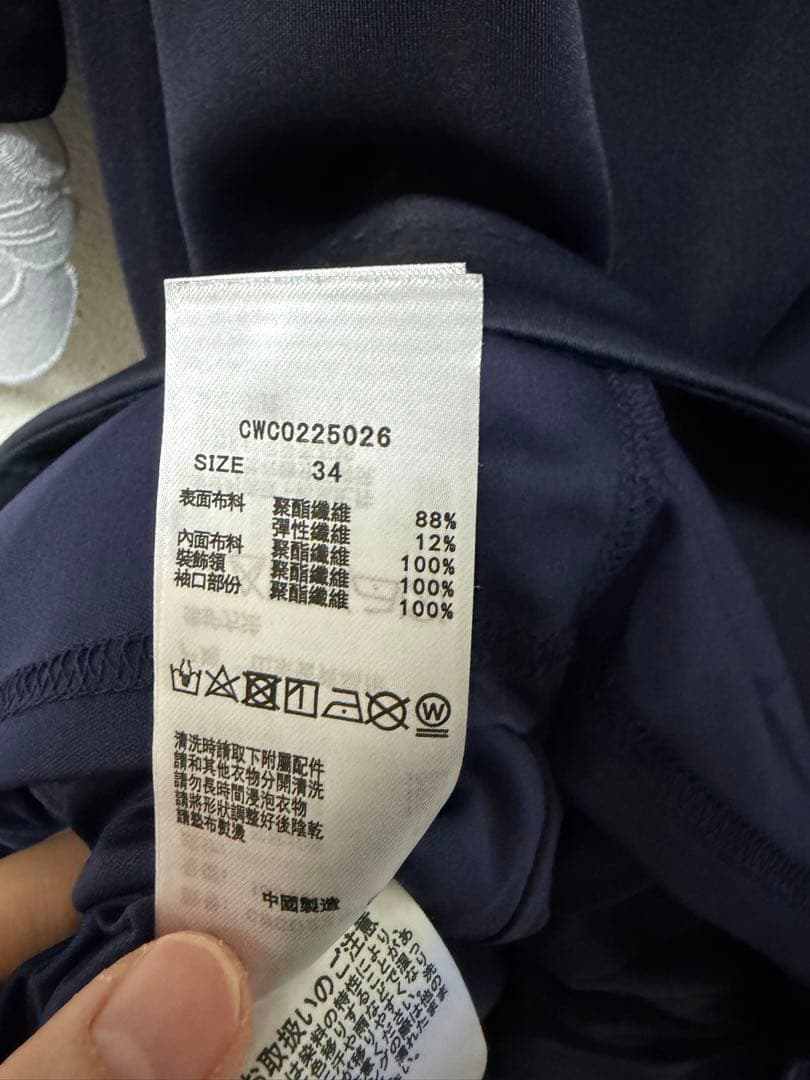 CWC0225026
SIZE 34
表面布料 聚酯纖維 88%
彈性纖維 12%
內面布料 聚酯纖維 100%
裝飾領 聚酯纖維 100%
袖口部份 聚酯纖維 100%
W
清洗時請取下附屬配件
請和其他衣物分開清洗
請勿長時間浸泡衣物
請將形狀調整好後陰乾
請墊布熨燙
中國製造
お取扱いのご注意